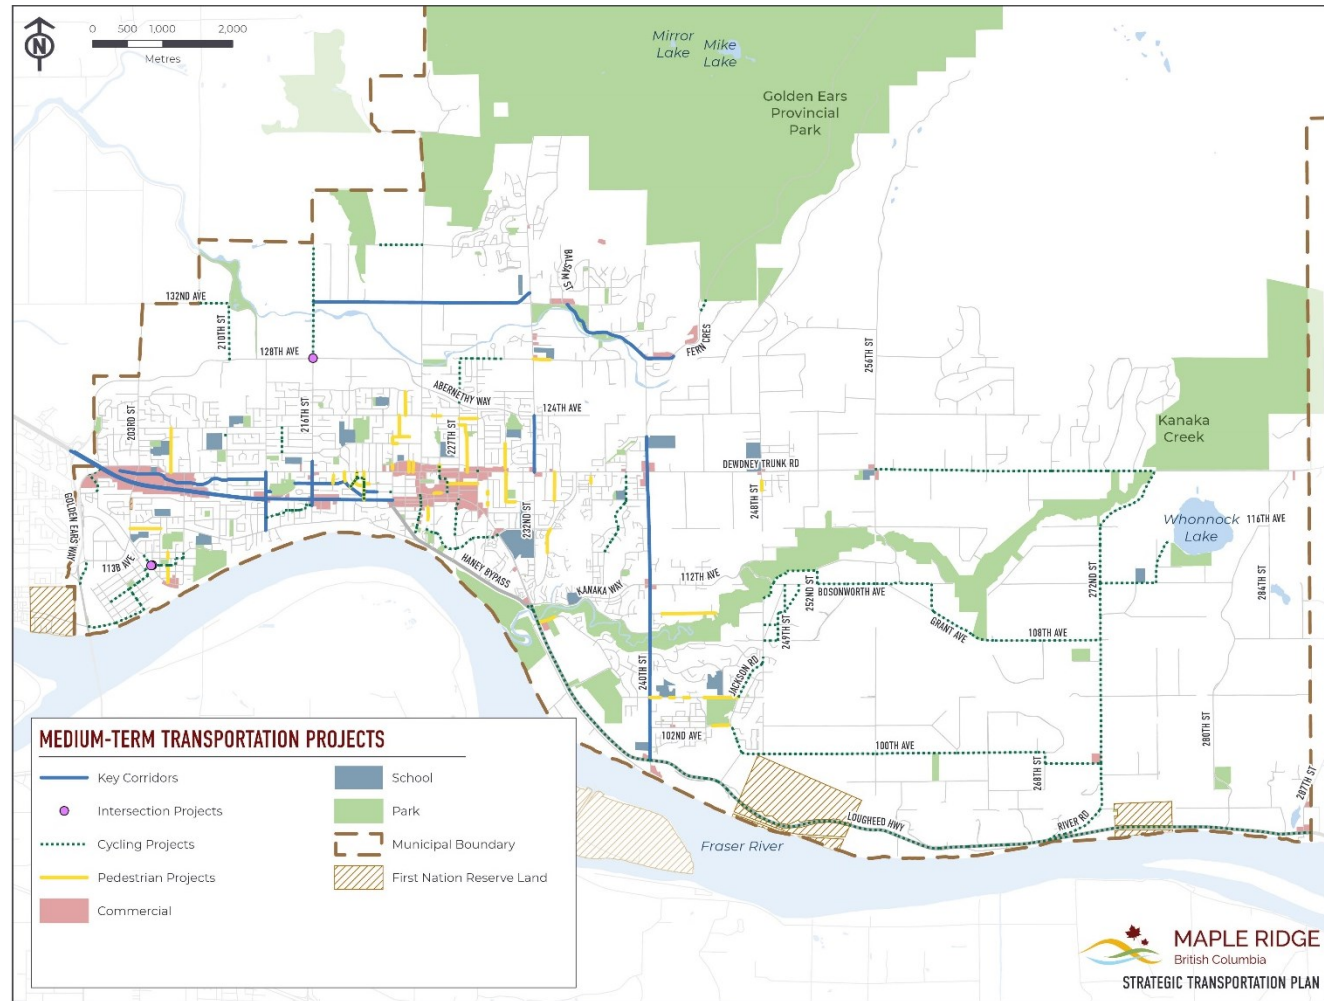 N
0 500 1,000 2,000
Metres
Mirror
Lake
Mike
Lake
Golden Ears
Provincial
Park
BALSAM ST
132ND AVE
210TH ST
128TH AVE
FERN CRES
256TH ST
ABERNETHY WAY
203RD ST
216TH ST
227TH ST
124TH AVE
Kanaka
Creek
DEWDNEY TRUNK RD
GOLDEN EARS WAY
232ND ST
248TH ST
Whonnock
Lake
116TH AVE
113B AVE
HANEY BYPASS
KANAKA WAY
112TH AVE
252ND ST
BOSONWORTH AVE
272ND ST
284TH ST
249TH ST
GRANT AVE
108TH AVE
240TH ST
JACKSON RD
102ND AVE
100TH AVE
268TH ST
280TH ST
287TH ST
LOUGHEED HWY
RIVER RD
Fraser River
MEDIUM-TERM TRANSPORTATION PROJECTS
Key Corridors
Intersection Projects
Cycling Projects
Pedestrian Projects
Commercial
School
Park
Municipal Boundary
First Nation Reserve Land
MAPLE RIDGE
British Columbia
STRATEGIC TRANSPORTATION PLAN